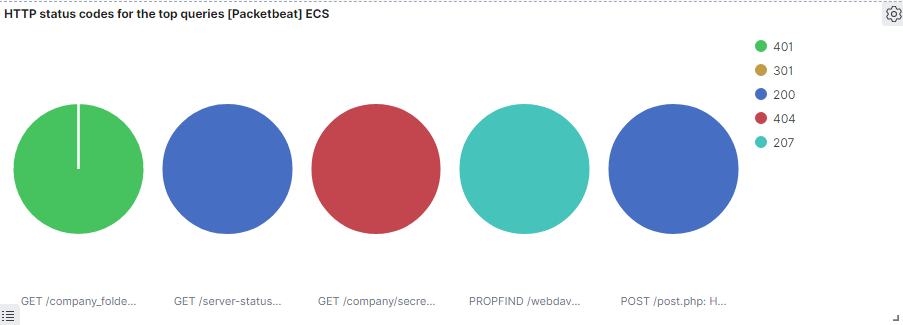 HTTP status codes for the top queries [Packetbeat] ECS
401
301
200
404
207
GET /company_folde...
GET /server-status...
GET /company/secre...
PROPFIND /webdav...
POST /post.php: H...